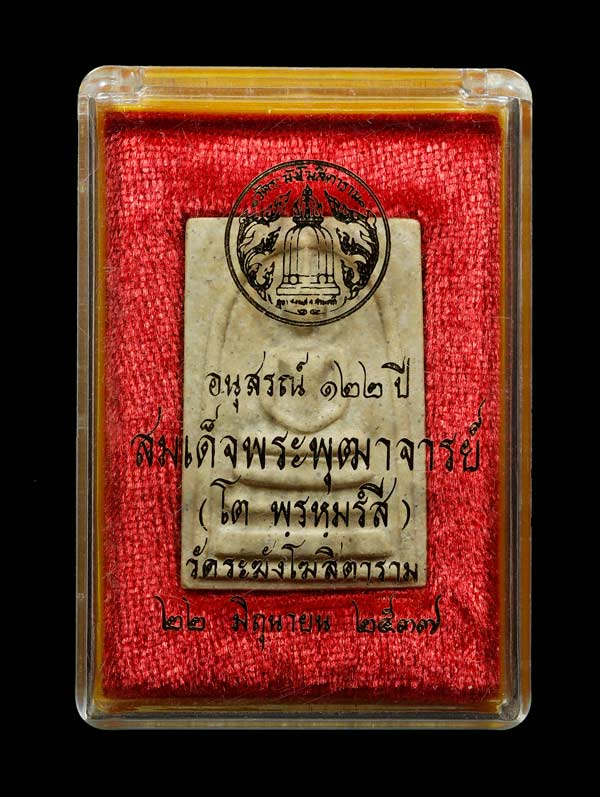 อนุสรณ์ ๑๒๒ ปี
สมเด็จพระพุฒาจารย์
(โต พฺรหฺมรํสี)
วัดระฆังโฆสิตาราม
๒๒ มิถุนายน ๒๕๓๗